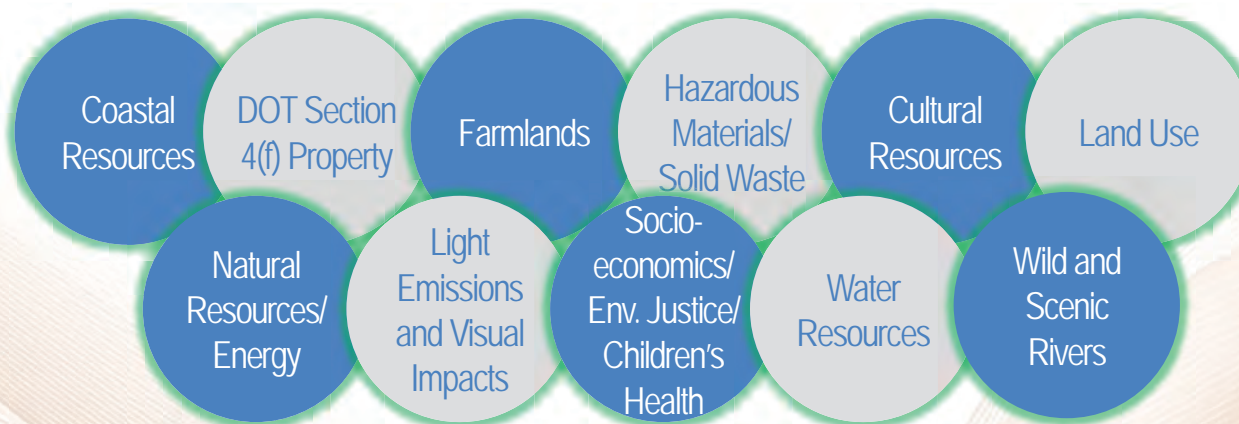 Coastal
Resources
DOT Section
4(f) Property
Farmlands
Hazardous
Materials/
Solid Waste
Cultural
Resources
Land Use
Natural
Resources/
Energy
Light
Emissions
and Visual
Impacts
Socio-
economics/
Env. Justice/
Children's
Health
Water
Resources
Wild and
Scenic
Rivers